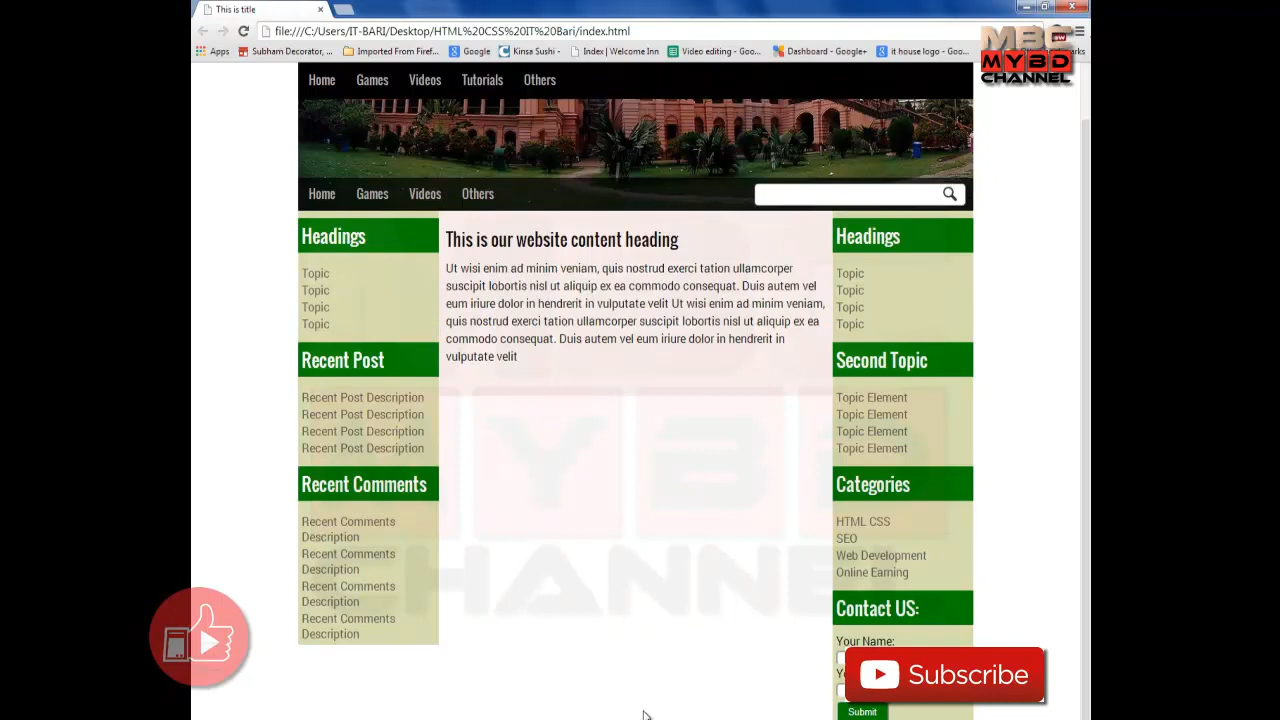 This is title
file:///C:/Users/IT-BARI/Desktop/HTML%20CSS%20IT%20Bari/index.html
Apps
Subham Decorator, ...
Imported From Firef...
Google
Kinsa Sushi -
Index | Welcome Inn
Video editing - Goo...
Dashboard - Google+
it house logo - Goo...
MBC
MYBD
CHANNEL
Home Games Videos Tutorials Others
Home Games Videos Others
Headings
Topic
Topic
Topic
Topic
Recent Post
Recent Post Description
Recent Post Description
Recent Post Description
Recent Post Description
Recent Comments
Recent Comments
Description
Recent Comments
Description
Recent Comments
Description
Recent Comments
Description
This is our website content heading
Ut wisi enim ad minim veniam, quis nostrud exerci tation ullamcorper
suscipit lobortis nisl ut aliquip ex ea commodo consequat. Duis autem vel
eum iriure dolor in hendrerit in vulputate velit Ut wisi enim ad minim veniam,
quis nostrud exerci tation ullamcorper suscipit lobortis nisl ut aliquip ex ea
commodo consequat. Duis autem vel eum iriure dolor in hendrerit in
vulputate velit
MYBD
CHANNEL
Headings
Topic
Topic
Topic
Topic
Second Topic
Topic Element
Topic Element
Topic Element
Topic Element
Categories
HTML CSS
SEO
Web Development
Online Earning
Contact US:
Your Name:
Subscribe
Submit